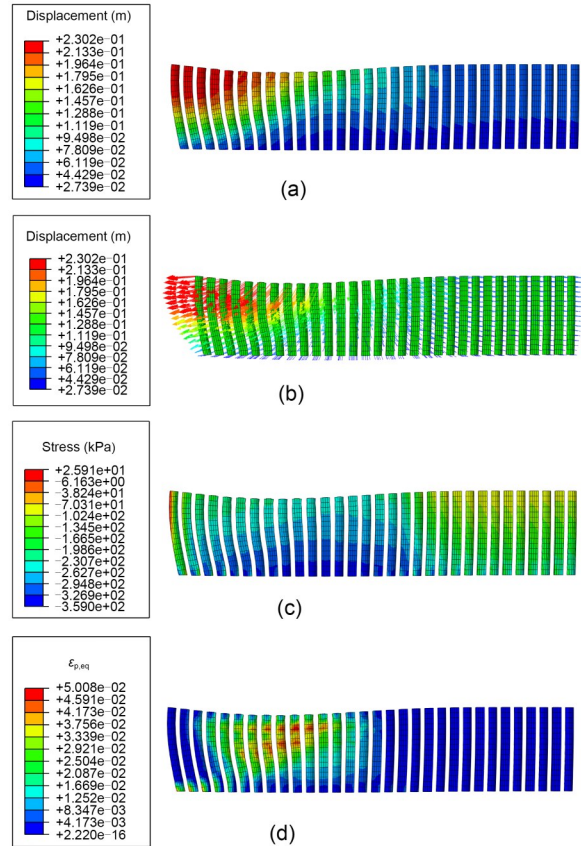 Displacement (m)
+2.302e−01
+2.133e−01
+1.964e−01
+1.795e−01
+1.626e−01
+1.457e−01
+1.288e−01
+1.119e−01
+9.498e−02
+7.809e−02
+6.119e−02
+4.429e−02
+2.739e−02
(a)
Displacement (m)
+2.302e−01
+2.133e−01
+1.964e−01
+1.795e−01
+1.626e−01
+1.457e−01
+1.288e−01
+1.119e−01
+9.498e−02
+7.809e−02
+6.119e−02
+4.429e−02
+2.739e−02
(b)
Stress (kPa)
+2.591e+01
−6.163e+00
−3.824e+01
−7.031e+01
−1.024e+02
−1.345e+02
−1.665e+02
−1.986e+02
−2.307e+02
−2.627e+02
−2.948e+02
−3.269e+02
−3.590e+02
(c)
εp,eq
+5.008e−02
+4.591e−02
+4.173e−02
+3.756e−02
+3.339e−02
+2.921e−02
+2.504e−02
+2.087e−02
+1.669e−02
+1.252e−02
+8.347e−03
+4.173e−03
+2.220e−16
(d)